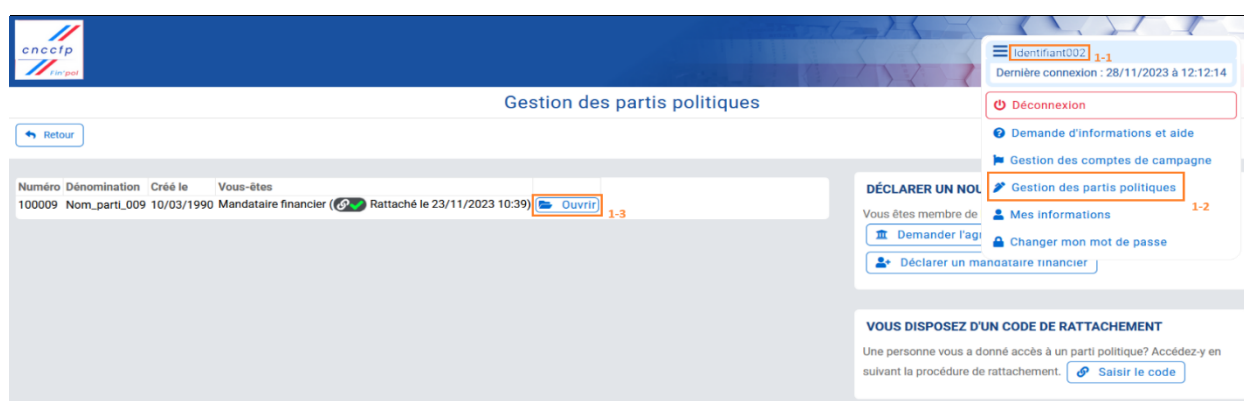 cnccfp
Fin'pol
Identifiant002 1-1
Dernière connexion : 28/11/2023 à 12:12:14
Gestion des partis politiques
Déconnexion
Retour
Demande d'informations et aide
Gestion des comptes de campagne
Gestion des partis politiques
1-2
Mes informations
Changer mon mot de passe
Numéro Dénomination Créé le Vous-êtes
100009 Nom_parti_009 10/03/1990 Mandataire financier ( Rattaché le 23/11/2023 10:39) Ouvrir 1-3
DÉCLARER UN NOU
Vous êtes membre de
Demander l'agr
Déclarer un mandataire financier
VOUS DISPOSEZ D'UN CODE DE RATTACHEMENT
Une personne vous a donné accès à un parti politique? Accédez-y en
suivant la procédure de rattachement. Saisir le code